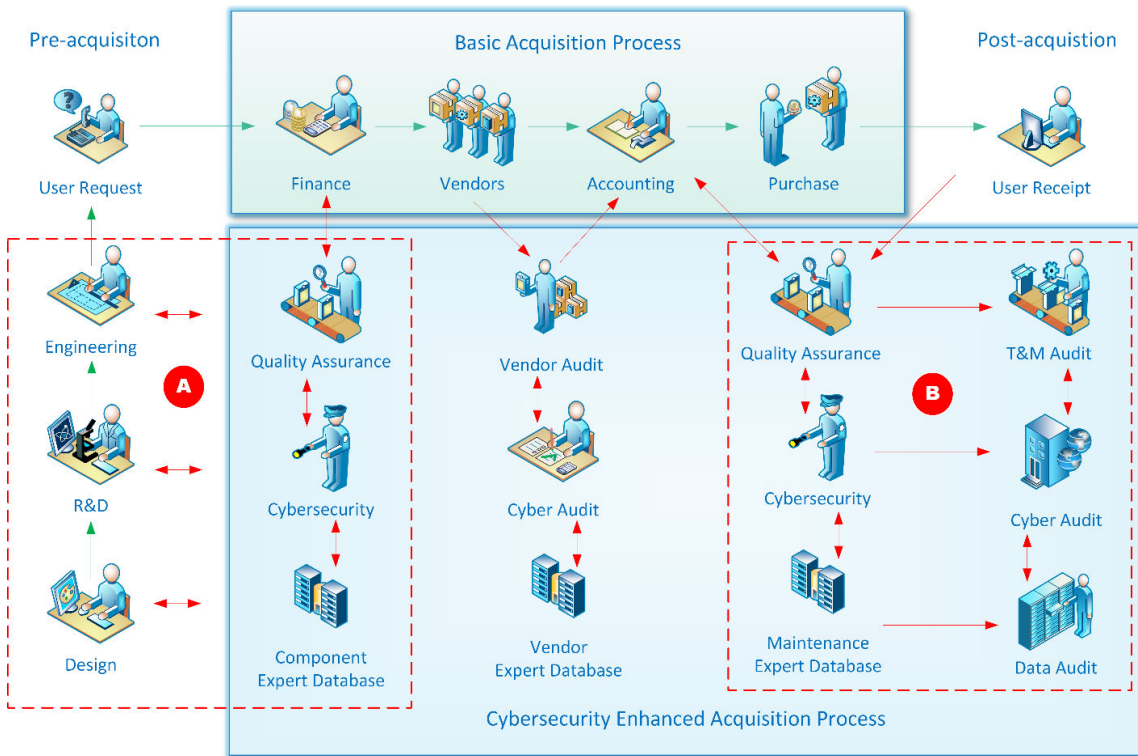 Pre-acquisiton
Basic Acquisition Process
Post-acquistion
?
User Request
Finance
Vendors
Accounting
Purchase
User Receipt
Engineering
Quality Assurance
Vendor Audit
Quality Assurance
T&M Audit
A
B
R&D
Cybersecurity
Cyber Audit
Cybersecurity
Cyber Audit
Design
Component
Expert Database
Vendor
Expert Database
Maintenance
Expert Database
Data Audit
Cybersecurity Enhanced Acquisition Process